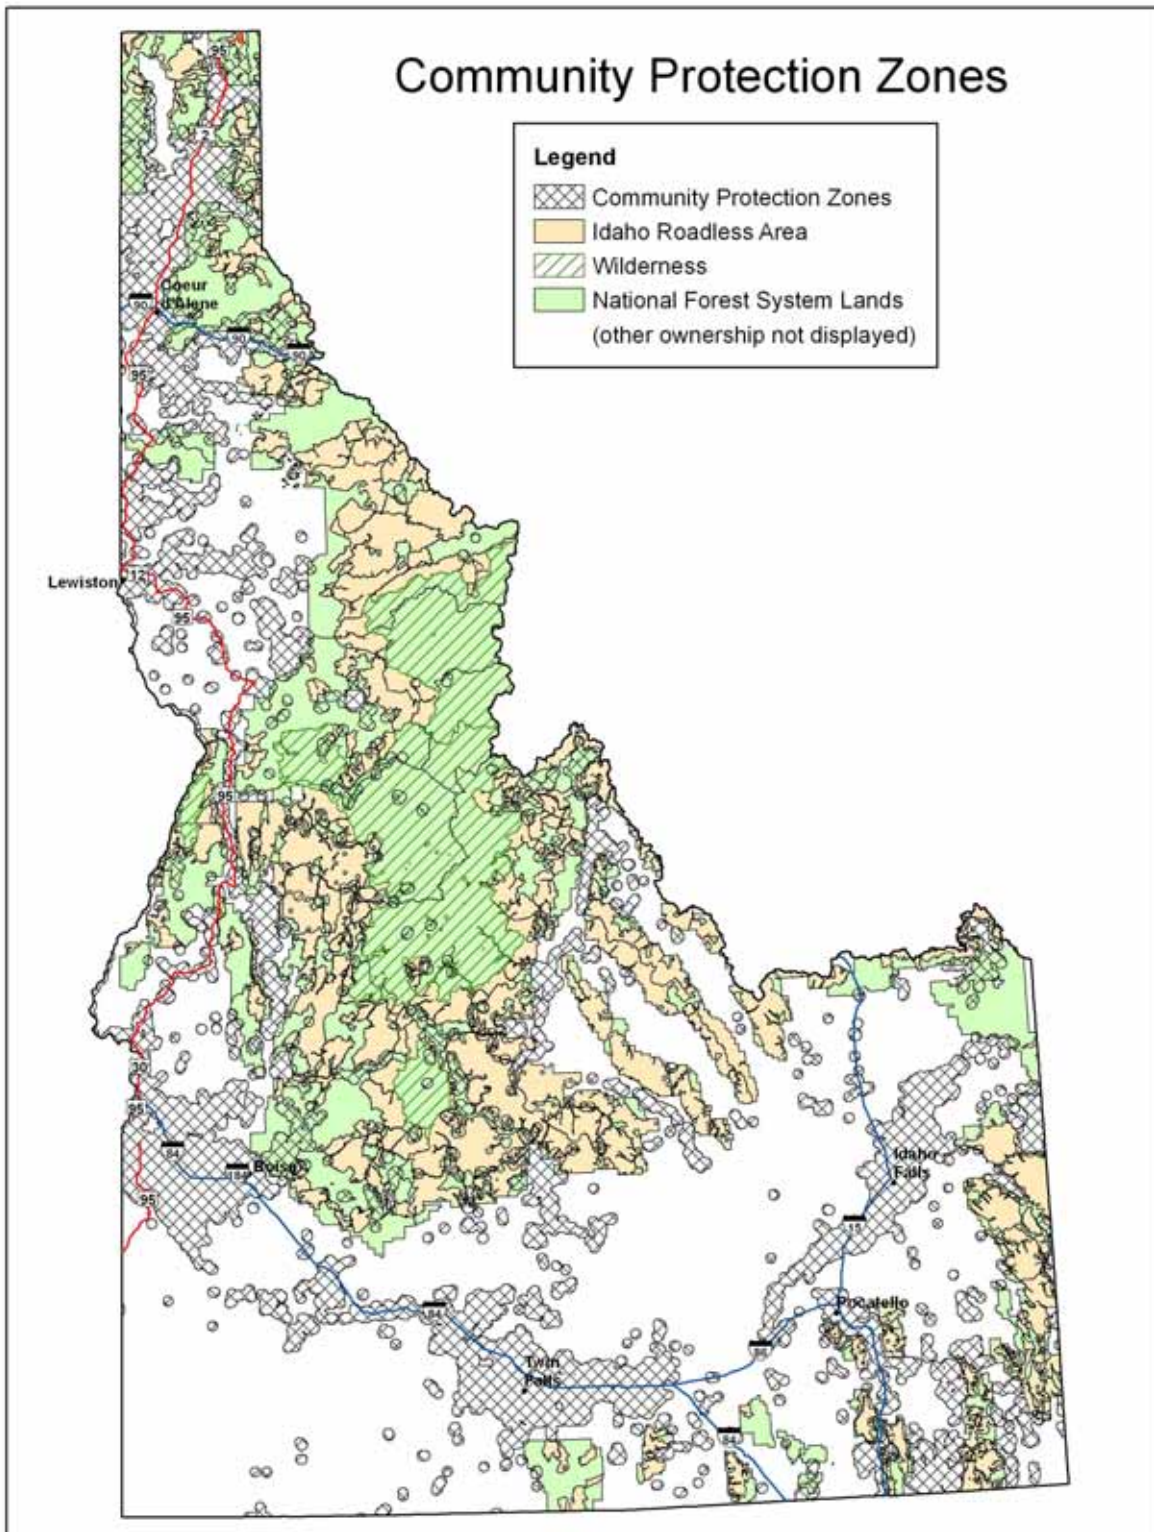 Community Protection Zones
Legend
Community Protection Zones
Idaho Roadless Area
Wilderness
National Forest System Lands
(other ownership not displayed)
95
2
Coeur
d'Alene
90
90
90
95
Lewiston
12
95
95
30
95
84
84
Boise
95
Idaho
Falls
15
84
Pocatello
86
Twin
Falls
84